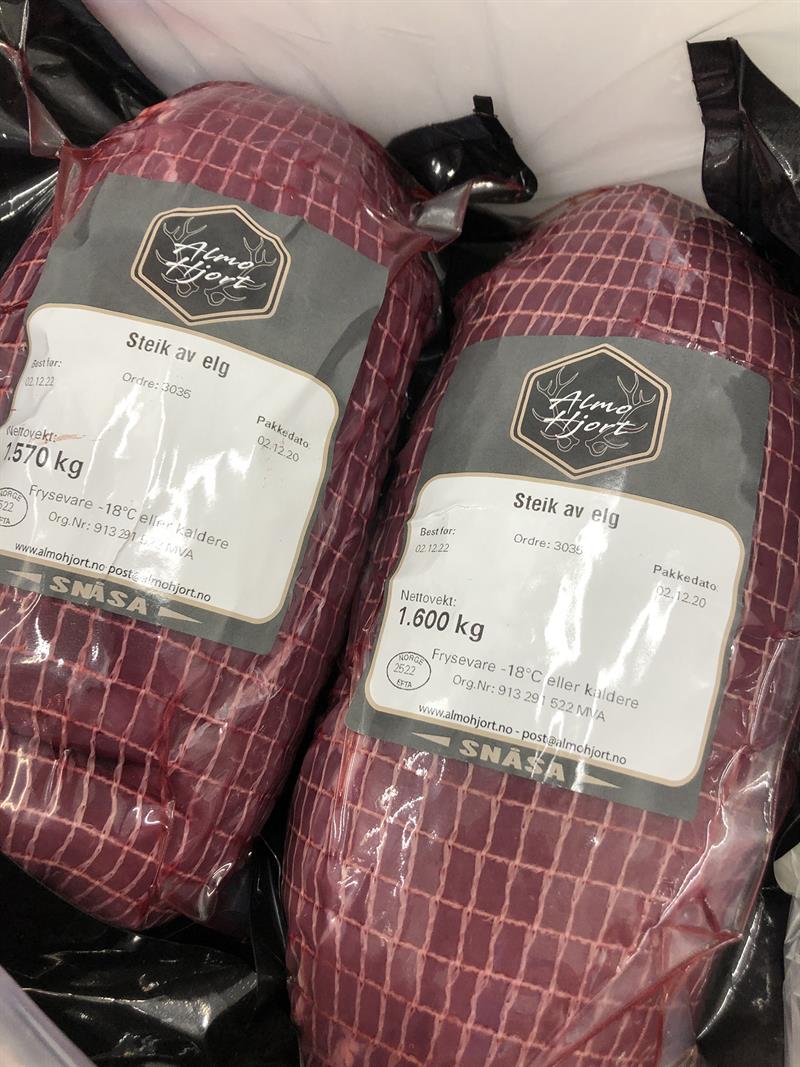 Almo
Hjort
Steik av elg
Best før:
02.12.22
Ordre: 3035
Pakkedato:
02.12.20
Nettovekt:
1.570 kg
NORGE
2522
EFTA
Frysevare -18°C eller kaldere
Org.Nr: 913 291 522 MVA
www.almohjort.no - post@almohjort.no
SNÅSA
Almo
Hjort
Steik av elg
Best før:
02.12.22
Ordre: 3035
Pakkedato
02.12.20
Nettovekt:
1.600 kg
NORGE
2522
EFTA
Frysevare -18°C eller kaldere
Org.Nr: 913 291 522 MVA
www.almohjort.no - post@almohjort.no
SNÅSA